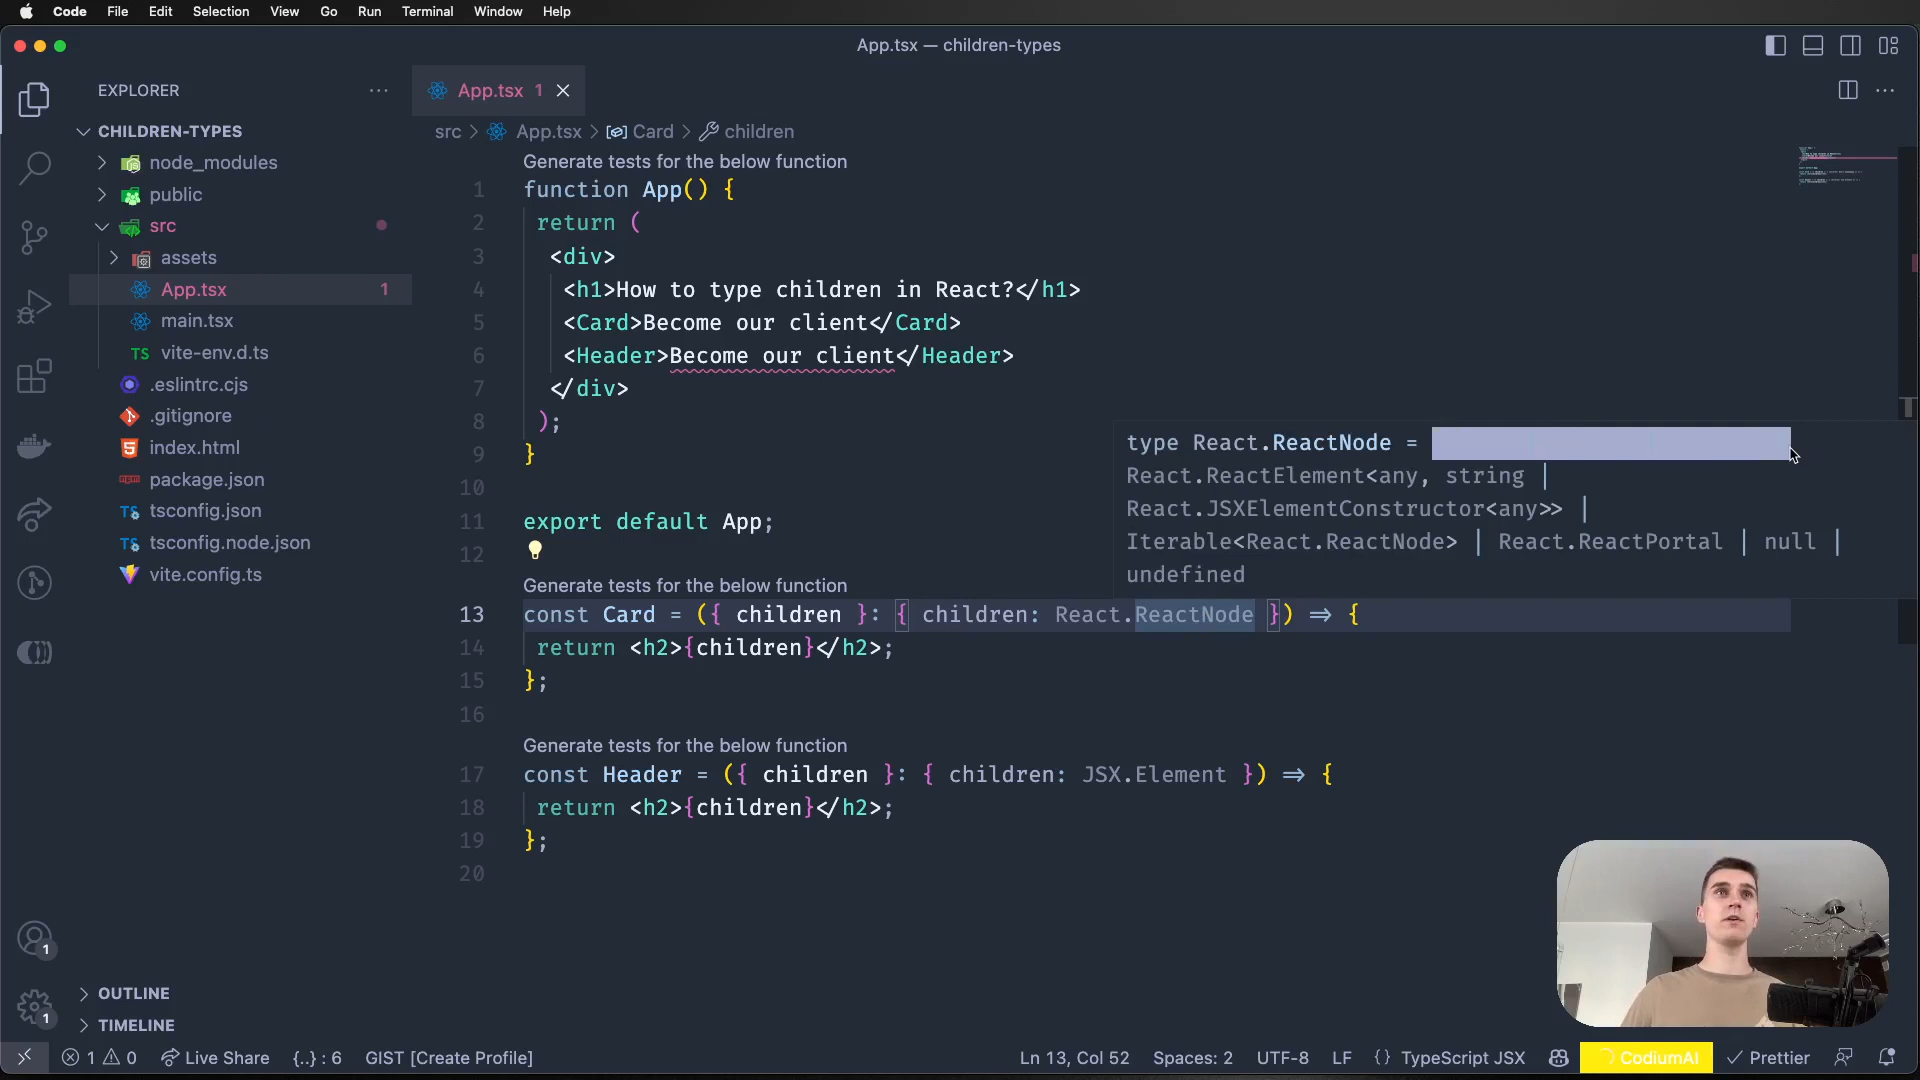 Code File Edit Selection View Go Run Terminal Window Help
App.tsx — children-types
EXPLORER
CHILDREN-TYPES
node_modules
public
src
assets
App.tsx 1
main.tsx
TS vite-env.d.ts
.eslintrc.cjs
.gitignore
index.html
package.json
TS tsconfig.json
TS tsconfig.node.json
vite.config.ts
OUTLINE
TIMELINE
1
1
App.tsx 1
src > App.tsx > Card > children
Generate tests for the below function
1 function App() {
2 return (
3 <div>
4 <h1>How to type children in React?</h1>
5 <Card>Become our client</Card>
6 <Header>Become our client</Header>
7 </div>
8 );
9 }
10
11 export default App;
12
type React.ReactNode =
React.ReactElement<any, string |
React.JSXElementConstructor<any>> |
Iterable<React.ReactNode> | React.ReactPortal | null |
undefined
Generate tests for the below function
13 const Card = ({ children }: { children: React.ReactNode }) => {
14 return <h2>{children}</h2>;
15 };
16
Generate tests for the below function
17 const Header = ({ children }: { children: JSX.Element }) => {
18 return <h2>{children}</h2>;
19 };
20
1 0 Live Share {..} : 6 GIST [Create Profile] Ln 13, Col 52 Spaces: 2 UTF-8 LF {} TypeScript JSX CodiumAI Prettier